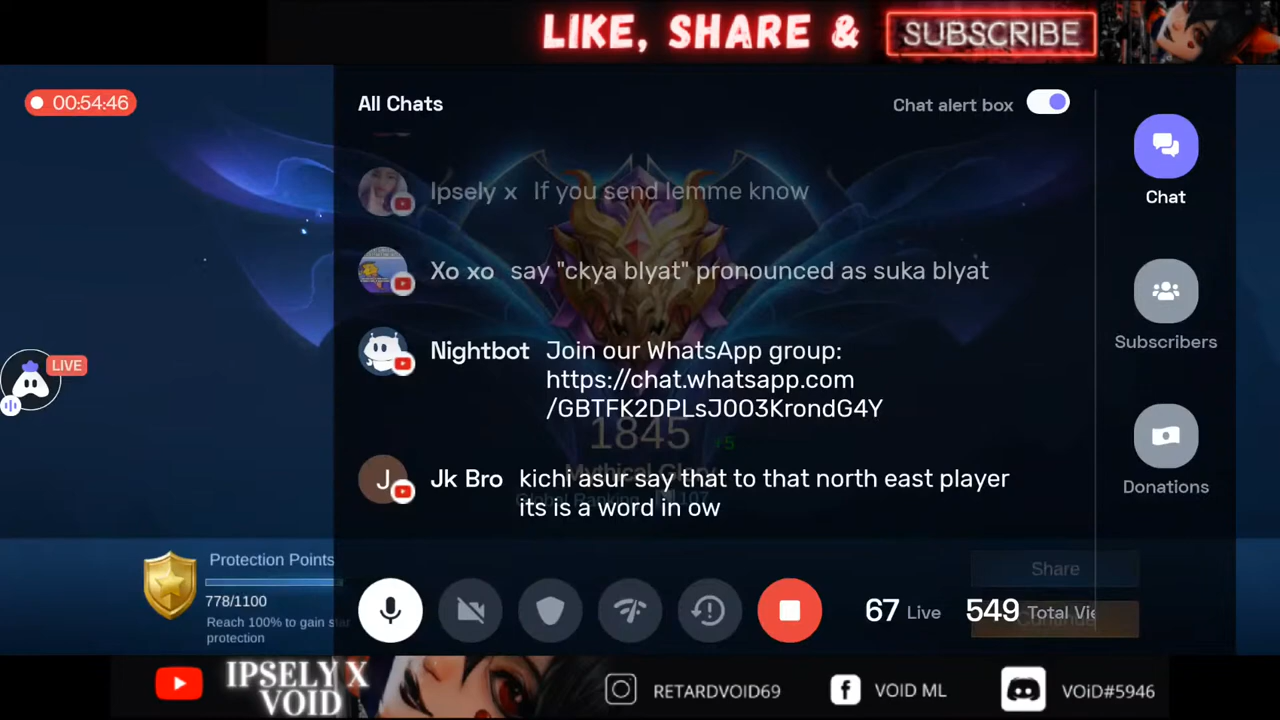 LIKE, SHARE & SUBSCRIBE
00:54:46
All Chats
Chat alert box
Ipsely x If you send lemme know
Chat
Xo xo say "ckya blyat" pronounced as suka blyat
Nightbot Join our WhatsApp group:
https://chat.whatsapp.com
/GBTFK2DPLsJ0O3KrondG4Y
Subscribers
LIVE
1845 +5
Mythical Glory
Global Ranking 107
Jk Bro kichi asur say that to that north east player
its is a word in ow
Donations
Protection Points
778/1100
Reach 100% to gain star
protection
Share
67 Live 549 Total Vie
IPSELY X
VOID
RETARDVOID69
VOID ML
VOiD#5946